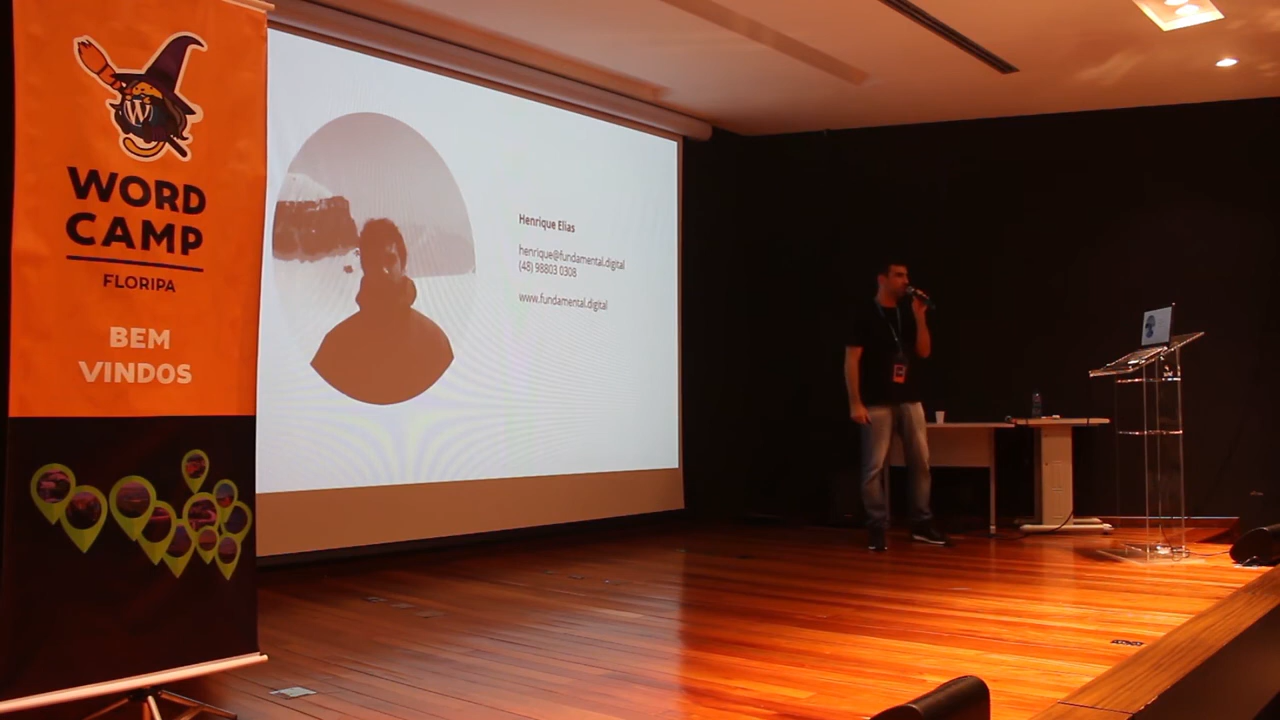 WORD
CAMP
FLORIPA
BEM
VINDOS
Henrique Elias
henrique@fundamental.digital
(48) 98803 0308
www.fundamental.digital